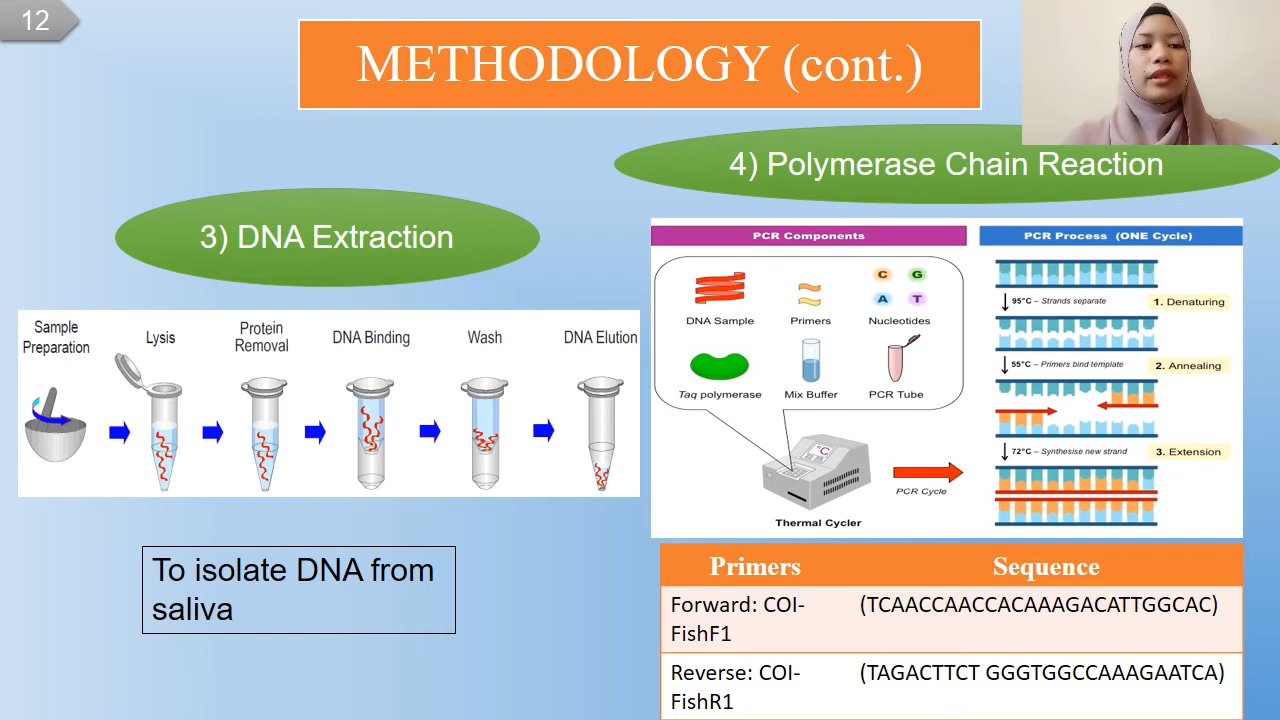 12
METHODOLOGY (cont.)
4) Polymerase Chain Reaction
3) DNA Extraction
Sample
Preparation
Lysis
Protein
Removal
DNA Binding
Wash
DNA Elution
To isolate DNA from
saliva
PCR Components
DNA Sample
Primers
C G
A T
Nucleotides
Taq polymerase
Mix Buffer
PCR Tube
°C
Thermal Cycler
PCR Cycle
PCR Process (ONE Cycle)
95°C – Strands separate
1. Denaturing
55°C – Primers bind template
2. Annealing
72°C – Synthesise new strand
3. Extension
Primers Sequence
Forward: COI- (TCAACCAACCACAAAGACATTGGCAC)
FishF1
Reverse: COI- (TAGACTTCT GGGTGGCCAAAGAATCA)
FishR1